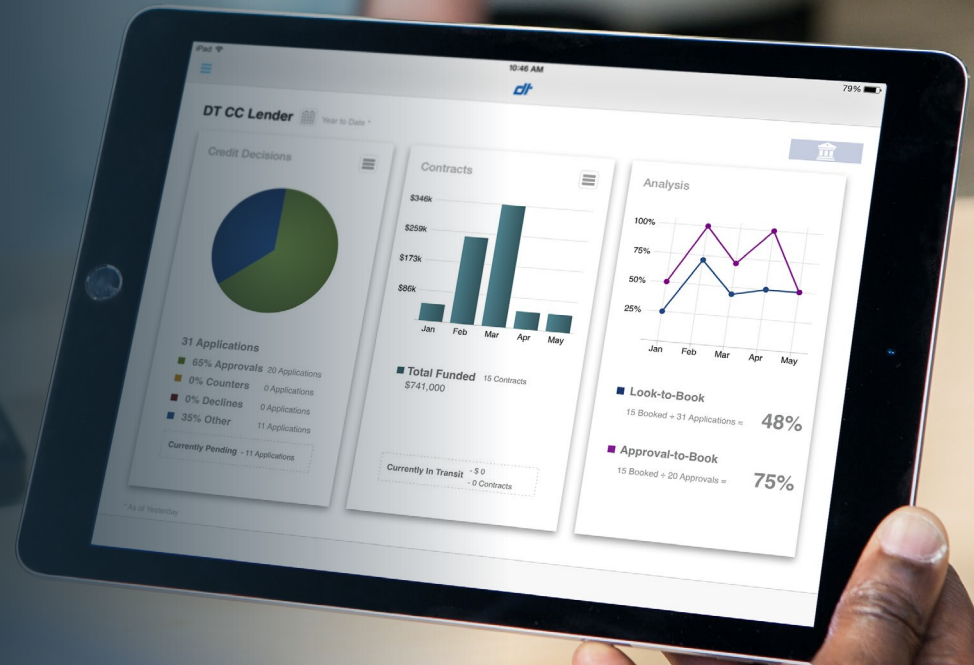 iPad
10:46 AM
79%
dt
DT CC Lender
Year to Date *
Credit Decisions
31 Applications
65% Approvals 20 Applications
0% Counters 0 Applications
0% Declines 0 Applications
35% Other 11 Applications
Currently Pending - 11 Applications
* As of Yesterday
Contracts
$346k
$259k
$173k
$86k
Jan Feb Mar Apr May
Total Funded 15 Contracts
$741,000
Currently In Transit - $ 0
- 0 Contracts
Analysis
100%
75%
50%
25%
Jan Feb Mar Apr May
Look-to-Book
15 Booked ÷ 31 Applications = 48%
Approval-to-Book
15 Booked ÷ 20 Approvals = 75%